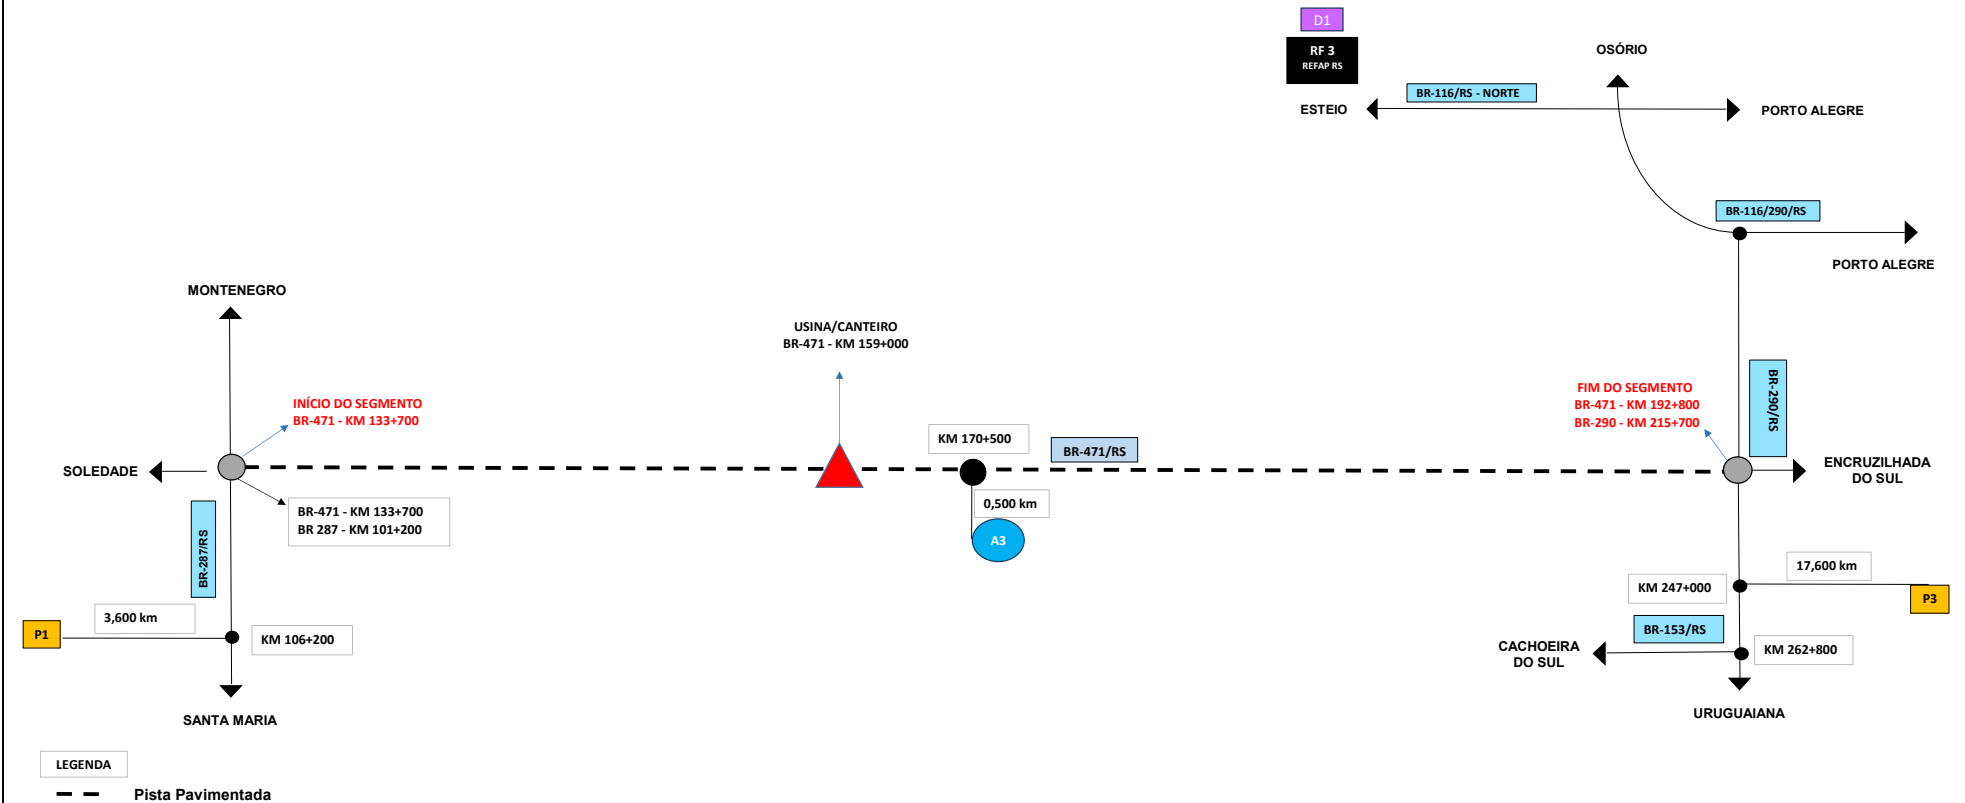 D1
RF 3
REFAP RS
OSÓRIO
BR-116/RS - NORTE
ESTEIO
PORTO ALEGRE
BR-116/290/RS
PORTO ALEGRE
MONTENEGRO
USINA/CANTEIRO
BR-471 - KM 159+000
INÍCIO DO SEGMENTO
BR-471 - KM 133+700
FIM DO SEGMENTO
BR-471 - KM 192+800
BR-290 - KM 215+700
BR-290/RS
KM 170+500
BR-471/RS
SOLEDADE
ENCRUZILHADA
DO SUL
BR-471 - KM 133+700
BR 287 - KM 101+200
0,500 km
A3
BR-287/RS
17,600 km
KM 247+000
P3
3,600 km
P1
KM 106+200
BR-153/RS
CACHOEIRA
DO SUL
KM 262+800
SANTA MARIA
URUGUAIANA
LEGENDA
Pista Pavimentada